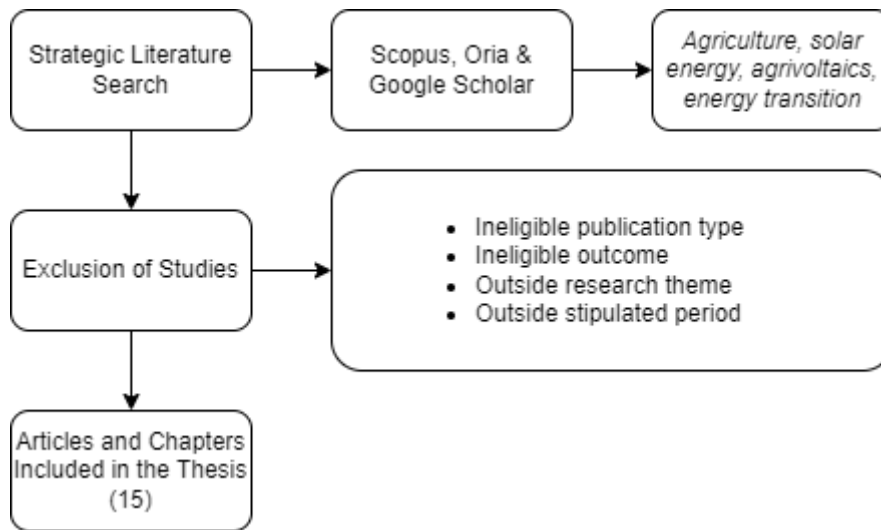 Strategic Literature
Search
Scopus, Oria &
Google Scholar
Agriculture, solar
energy, agrivoltaics,
energy transition
Exclusion of Studies
• Ineligible publication type
• Ineligible outcome
• Outside research theme
• Outside stipulated period
Articles and Chapters
Included in the Thesis
(15)